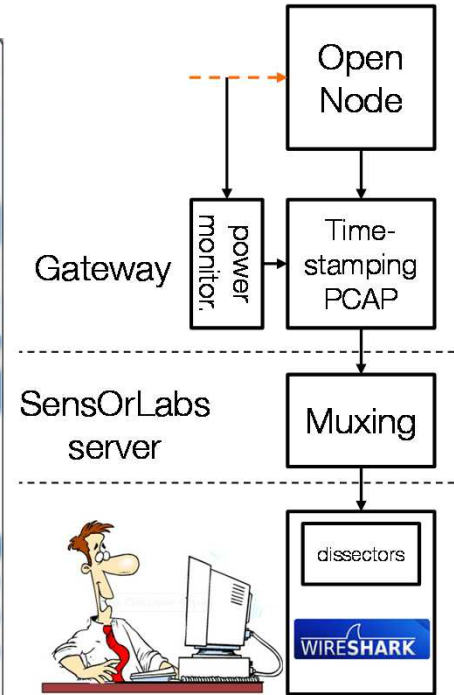 Open
Node
power
monitor.
Time-
stamping
PCAP
Gateway
SensOrLabs
server
Muxing
dissectors
WIRESHARK